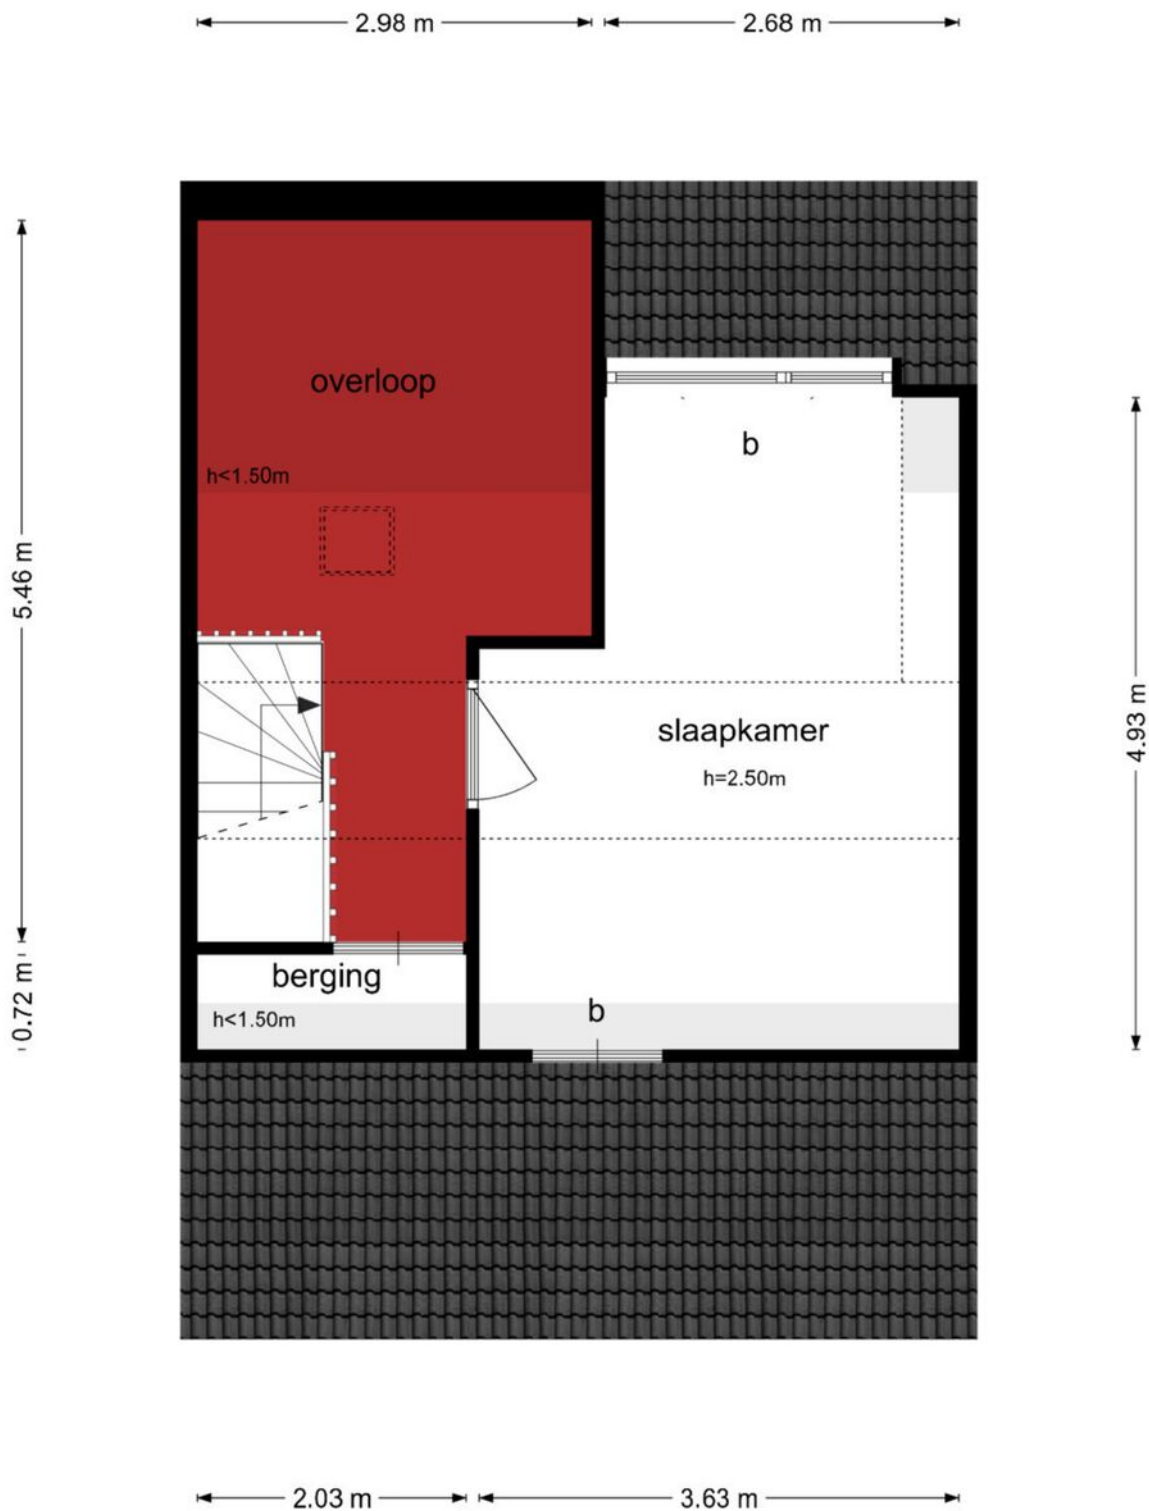 2.98 m
2.68 m
overloop
b
h<1.50m
5.46 m
slaapkamer
4.93 m
h=2.50m
berging
0.72 m
b
h<1.50m
2.03 m
3.63 m